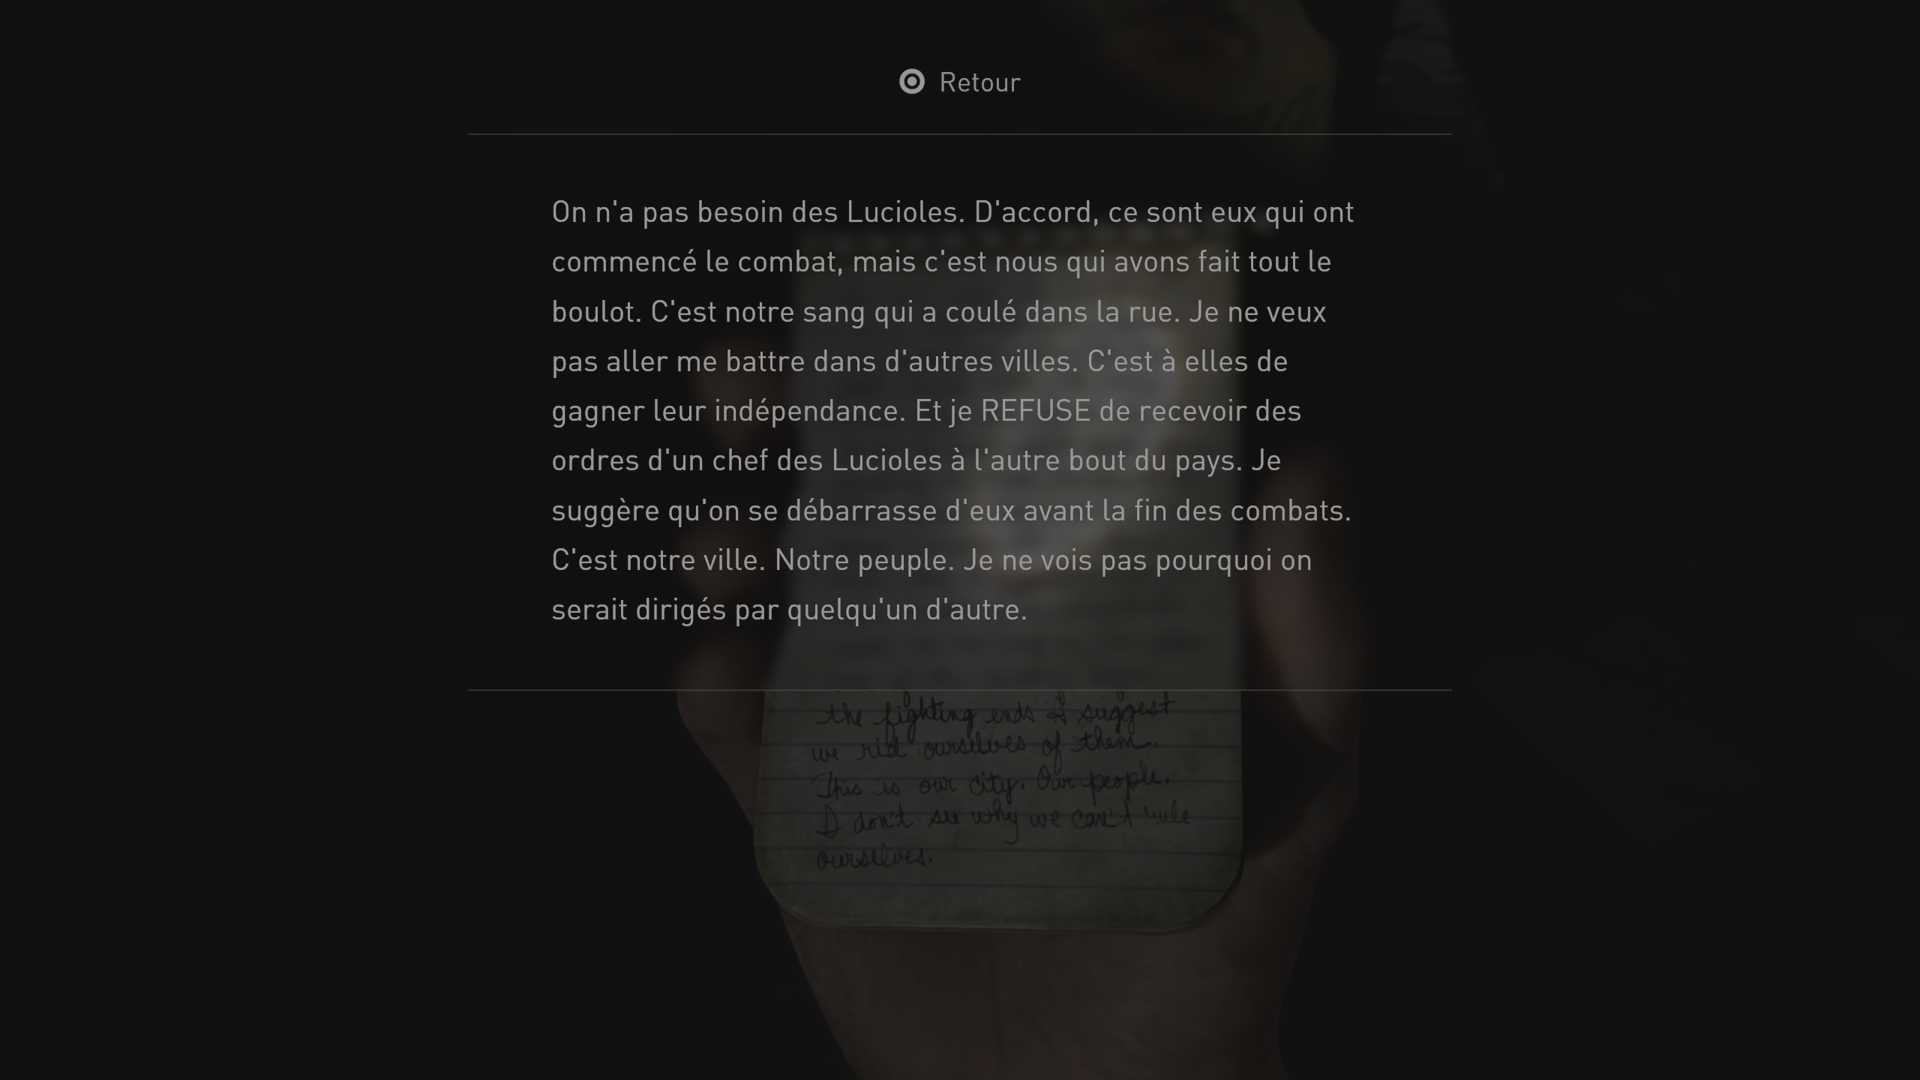 Retour
On n'a pas besoin des Lucioles. D'accord, ce sont eux qui ont
commencé le combat, mais c'est nous qui avons fait tout le
boulot. C'est notre sang qui a coulé dans la rue. Je ne veux
pas aller me battre dans d'autres villes. C'est à elles de
gagner leur indépendance. Et je REFUSE de recevoir des
ordres d'un chef des Lucioles à l'autre bout du pays. Je
suggère qu'on se débarrasse d'eux avant la fin des combats.
C'est notre ville. Notre peuple. Je ne vois pas pourquoi on
serait dirigés par quelqu'un d'autre.
the fighting ends I suggest
we rid ourselves of them.
This is our city. Our people.
I don't see why we can't rule
ourselves.